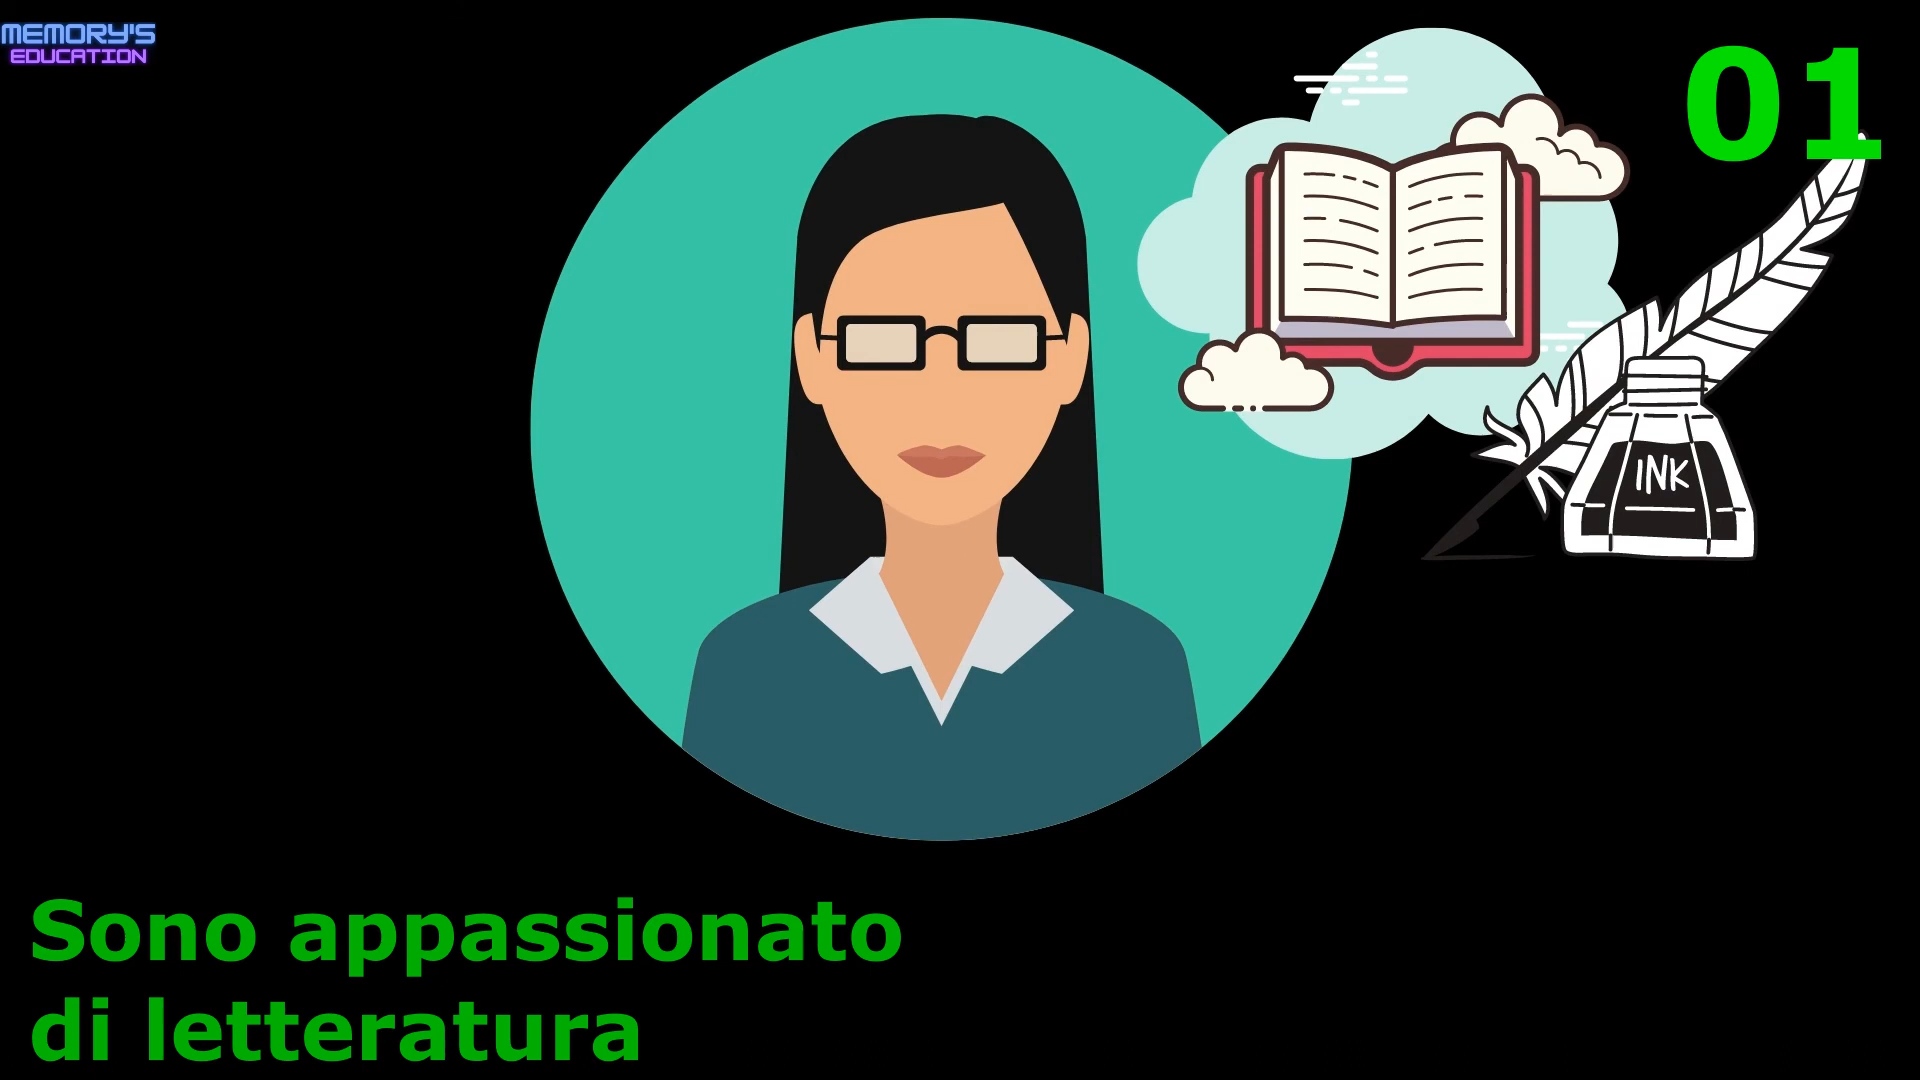 MEMORY'S
EDUCATION
01
INK
Sono appassionato
di letteratura